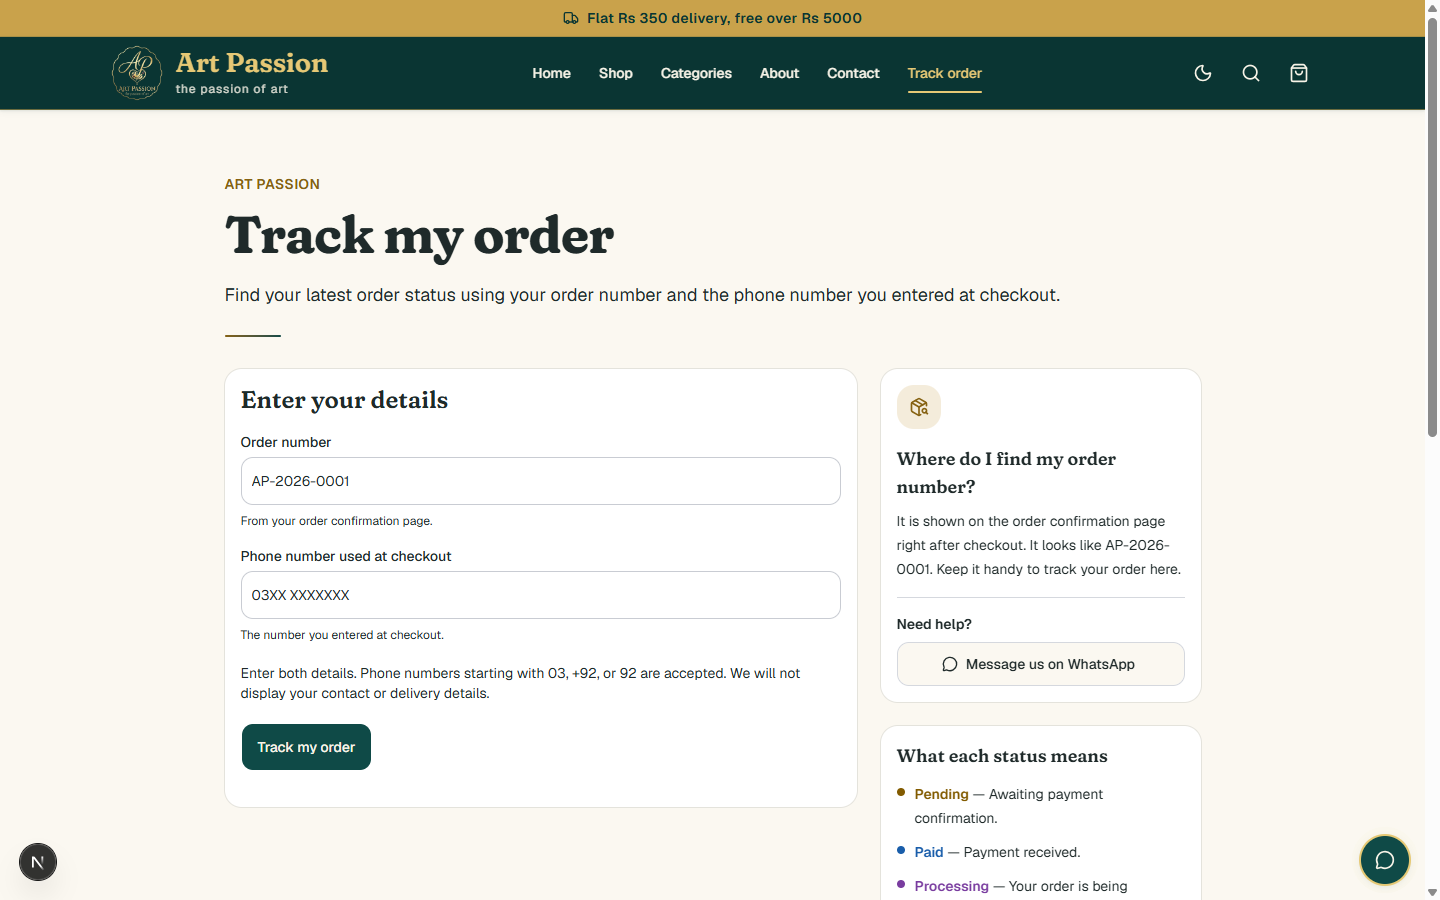 Flat Rs 350 delivery, free over Rs 5000
AP
ART PASSION
Art Passion
the passion of art
Home
Shop
Categories
About
Contact
Track order
ART PASSION
Track my order
Find your latest order status using your order number and the phone number you entered at checkout.
Enter your details
Order number
AP-2026-0001
From your order confirmation page.
Phone number used at checkout
03XX XXXXXXX
The number you entered at checkout.
Enter both details. Phone numbers starting with 03, +92, or 92 are accepted. We will not
display your contact or delivery details.
Track my order
Where do I find my order
number?
It is shown on the order confirmation page
right after checkout. It looks like AP-2026-
0001. Keep it handy to track your order here.
Need help?
Message us on WhatsApp
What each status means
Pending — Awaiting payment
confirmation.
Paid — Payment received.
Processing — Your order is being
N